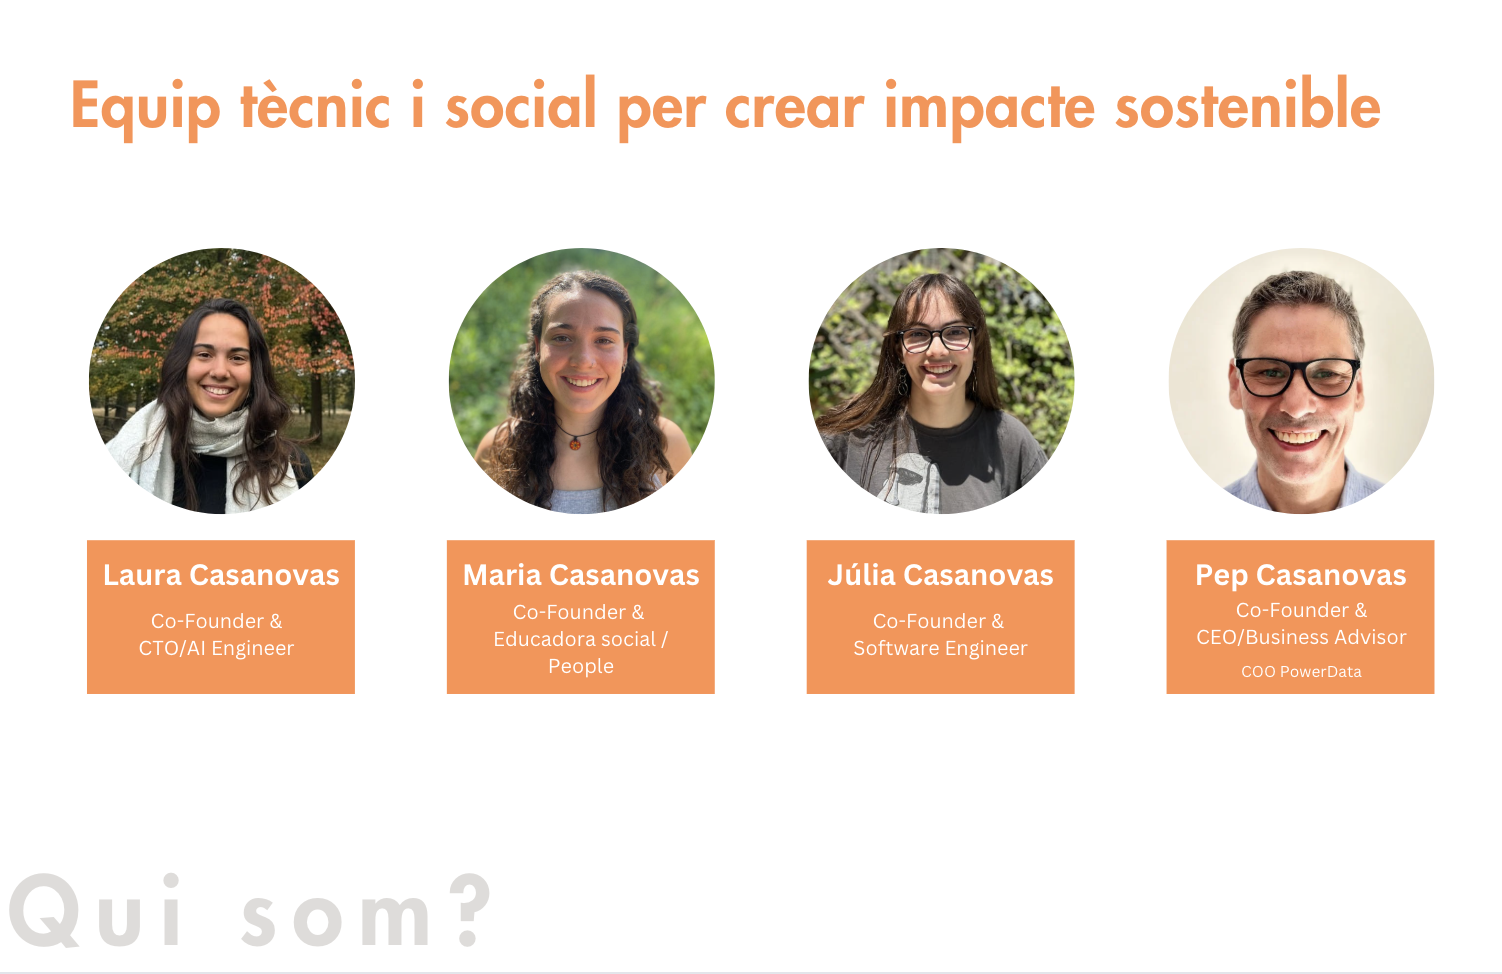 Equip tècnic i social per crear impacte sostenible
Laura Casanovas
Co-Founder &
CTO/AI Engineer
Maria Casanovas
Co-Founder &
Educadora social /
People
Júlia Casanovas
Co-Founder &
Software Engineer
Pep Casanovas
Co-Founder &
CEO/Business Advisor
COO PowerData
Qui som?